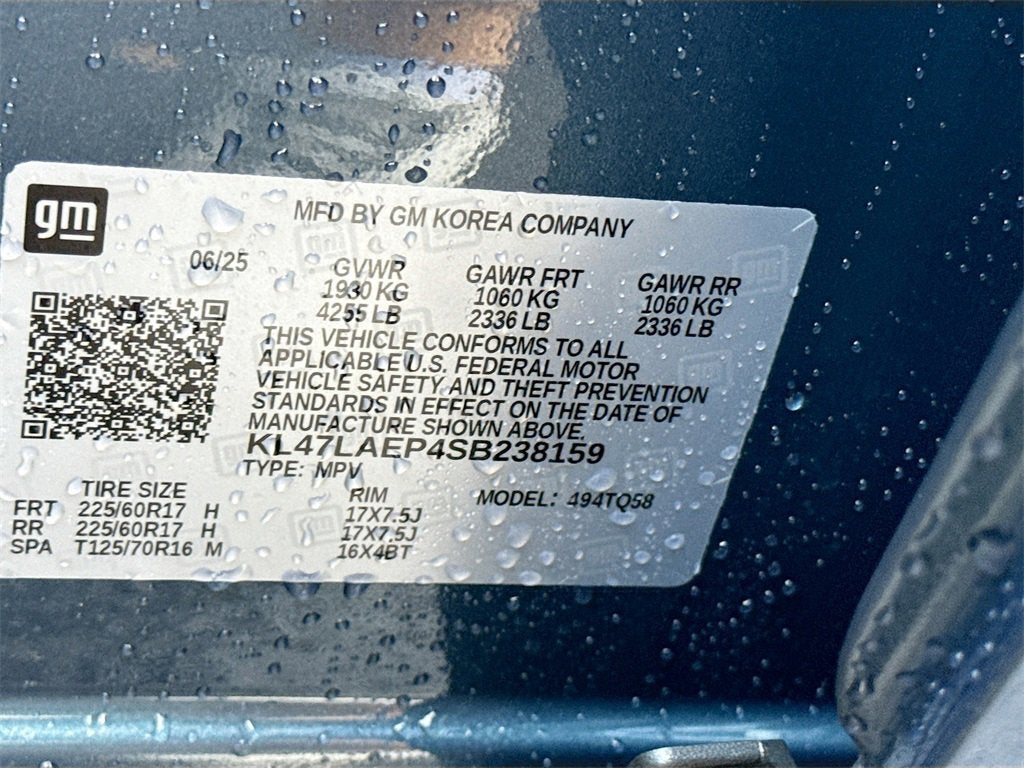 gm
MFD BY GM KOREA COMPANY
06/25
GVWR GAWR FRT GAWR RR
1930 KG 1060 KG 1060 KG
4255 LB 2336 LB 2336 LB
THIS VEHICLE CONFORMS TO ALL
APPLICABLE U.S. FEDERAL MOTOR
VEHICLE SAFETY AND THEFT PREVENTION
STANDARDS IN EFFECT ON THE DATE OF
MANUFACTURE SHOWN ABOVE.
KL47LAEP4SB238159
TYPE: MPV
TIRE SIZE RIM MODEL: 494TQ58
FRT 225/60R17 H 17X7.5J
RR 225/60R17 H 17X7.5J
SPA T125/70R16 M 16X4BT